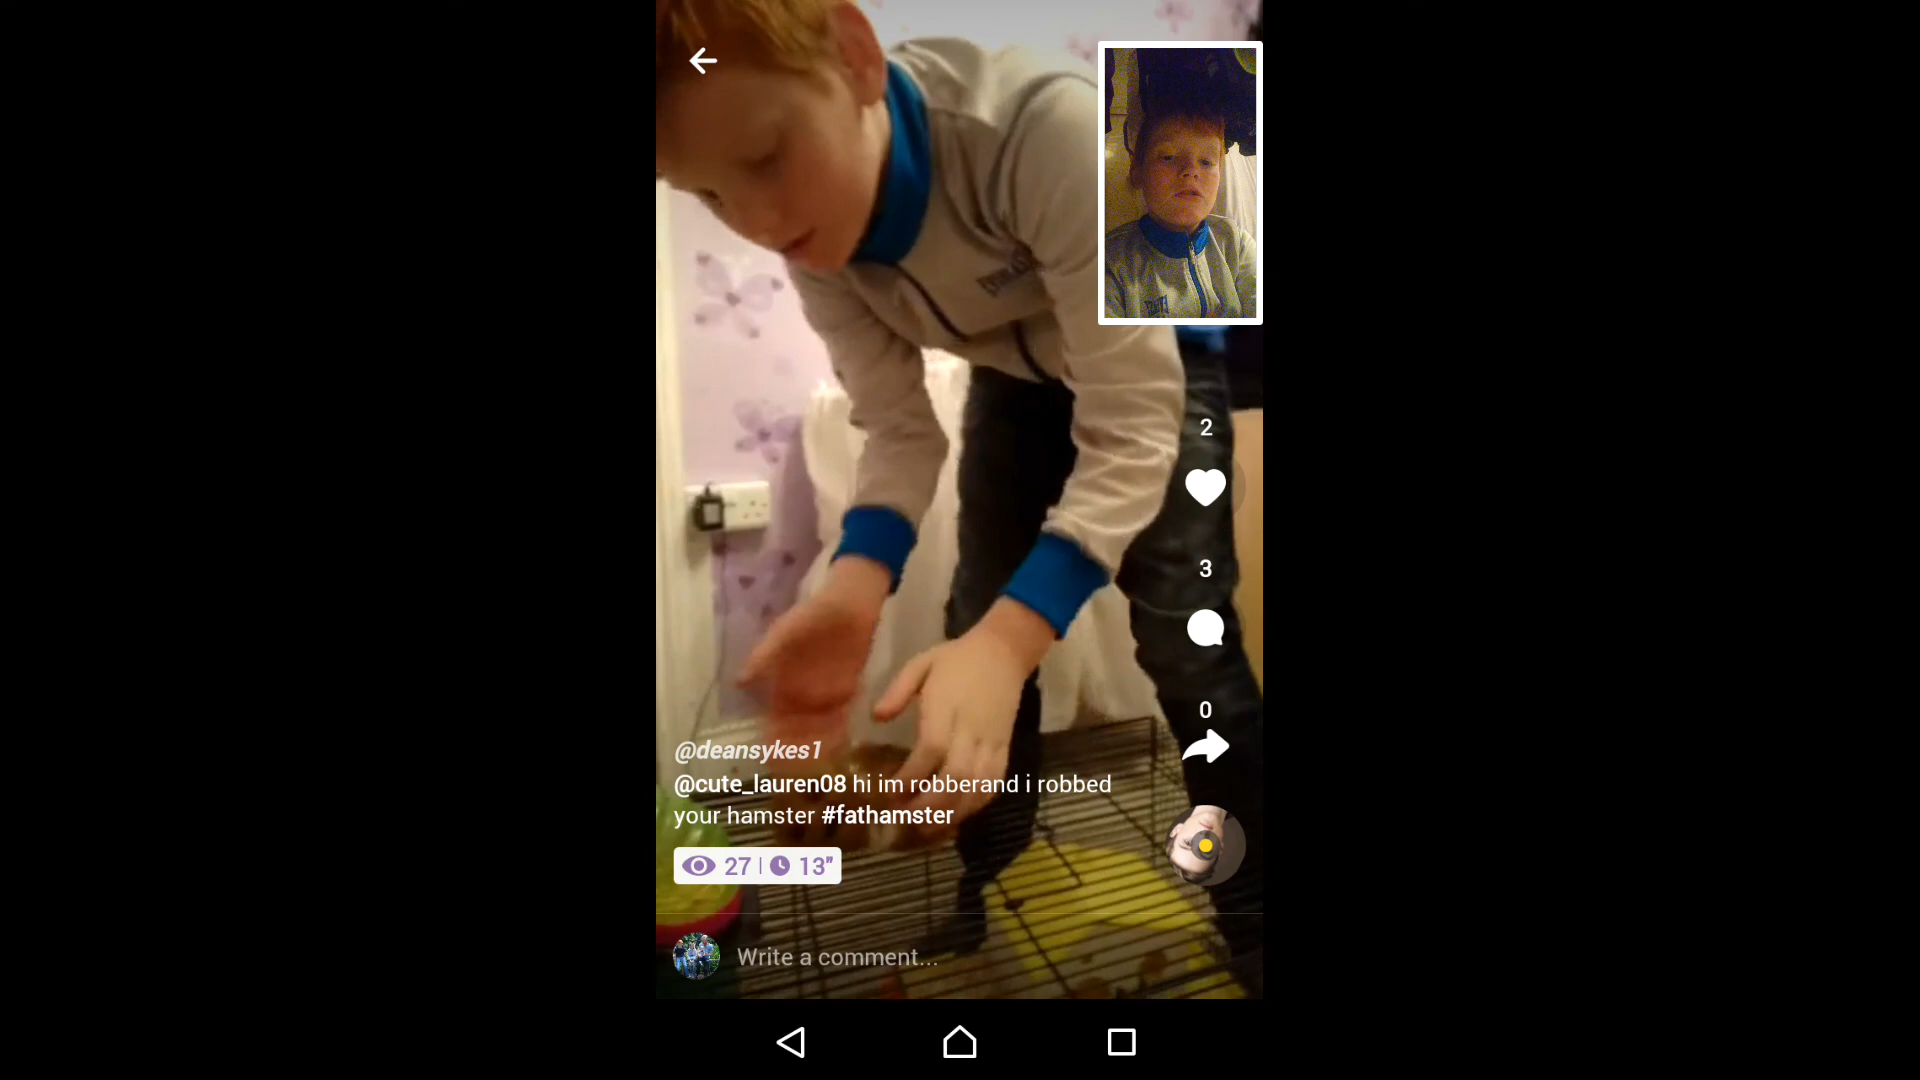 2
3
0
@deansykes1
@cute_lauren08 hi im robberand i robbed
your hamster #fathamster
27 | 13"
Write a comment...